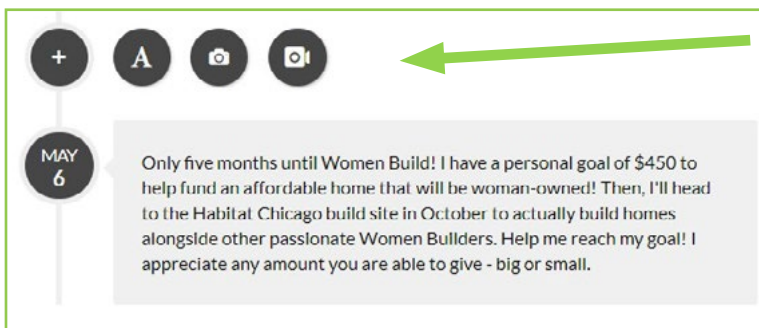 + A
MAY
6
Only five months until Women Build! I have a personal goal of $450 to
help fund an affordable home that will be woman-owned! Then, I'll head
to the Habitat Chicago build site in October to actually build homes
alongside other passionate Women Builders. Help me reach my goal! I
appreciate any amount you are able to give - big or small.